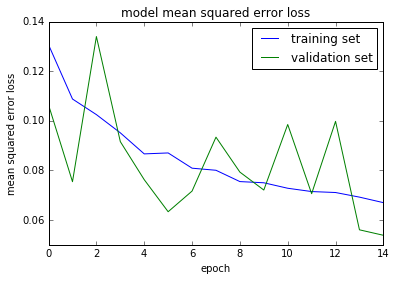 model mean squared error loss
training set
validation set
mean squared error loss
0.14
0.12
0.10
0.08
0.06
0 2 4 6 8 10 12 14
epoch